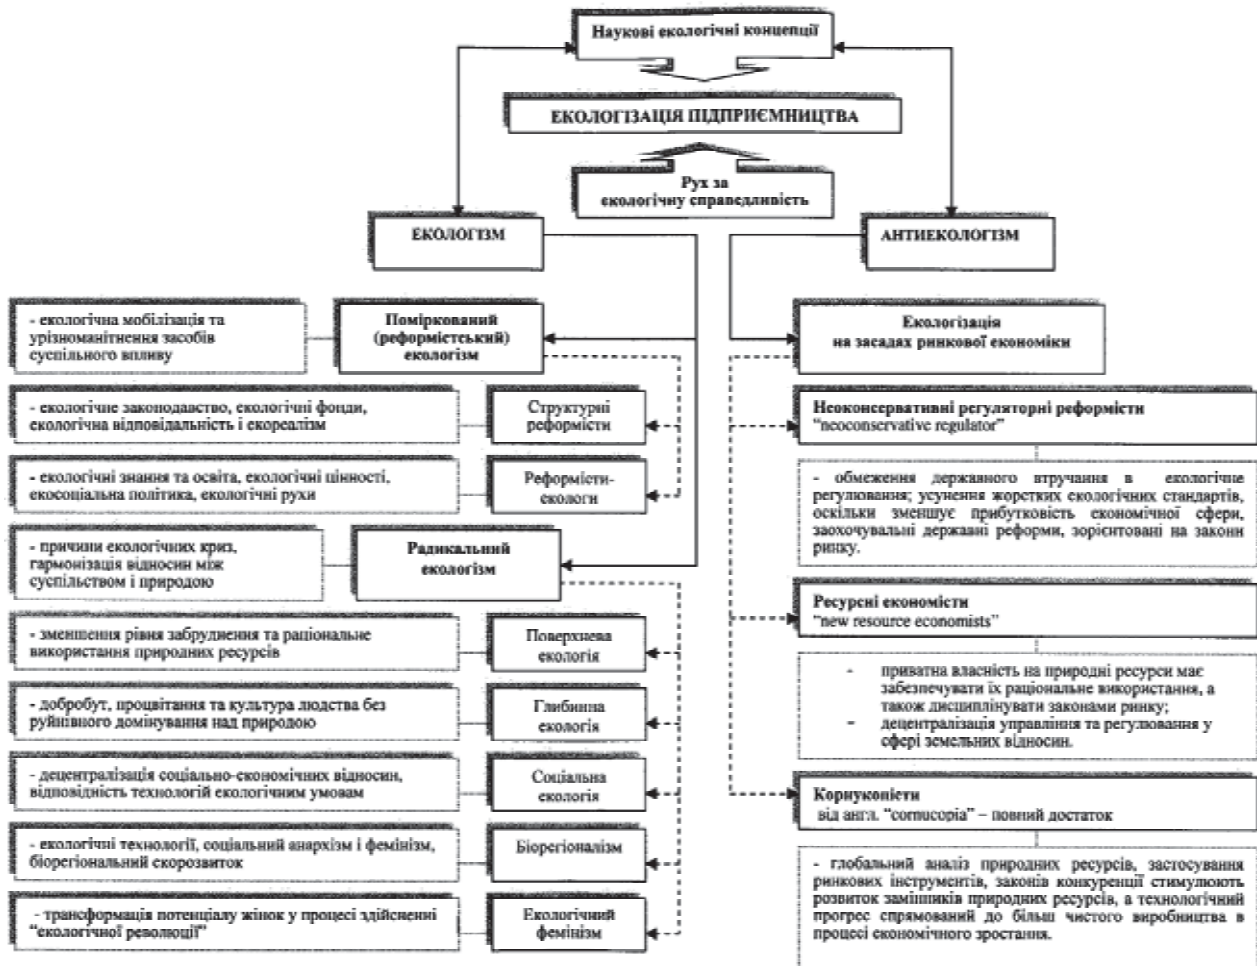 Наукові екологічні концепції
ЕКОЛОГІЗАЦІЯ ПІДПРИЄМНИЦТВА
Рух за
екологічну справедливість
ЕКОЛОГІЗМ
АНТИЕКОЛОГІЗМ
- екологічна мобілізація та
урізноманітнення засобів
суспільного впливу
Поміркований
(реформістський)
екологізм
- екологічне законодавство, екологічні фонди,
екологічна відповідальність і екореалізм
Структурні
реформісти
- екологічні знання та освіта, екологічні цінності,
екосоціальна політика, екологічні рухи
Реформісти-
екологи
- причини екологічних криз,
гармонізація відносин між
суспільством і природою
Радикальний
екологізм
- зменшення рівня забруднення та раціональне
використання природних ресурсів
Поверхнева
екологія
- добробут, процвітання та культура людства без
руйнівного домінування над природою
Глибинна
екологія
- децентралізація соціально-економічних відносин,
відповідність технологій екологічним умовам
Соціальна
екологія
- екологічні технології, соціальний анархізм і фемінізм,
біорегіональний екорозвиток
Біорегіоналізм
- трансформація потенціалу жінок у процесі здійсненні
“екологічної революції”
Екологічний
фемінізм
Екологізація
на засадах ринкової економіки
Неоконсервативні регуляторні реформісти
“neoconservative regulator”
- обмеження державного втручання в екологічне
регулювання; усунення жорстких екологічних стандартів,
оскільки зменшує прибутковість економічної сфери,
заохочувальні державні реформи, зорієнтовані на закони
ринку.
Ресурсні економісти
“new resource economists”
- приватна власність на природні ресурси має
забезпечувати їх раціональне використання, а
також дисциплінувати законами ринку;
- децентралізація управління та регулювання у
сфері земельних відносин.
Корнукопісти
від англ. “cornucopia” – повний достаток
- глобальний аналіз природних ресурсів, застосування
ринкових інструментів, законів конкуренції стимулюють
розвиток замінників природних ресурсів, а технологічний
прогрес спрямований до більш чистого виробництва в
процесі економічного зростання.